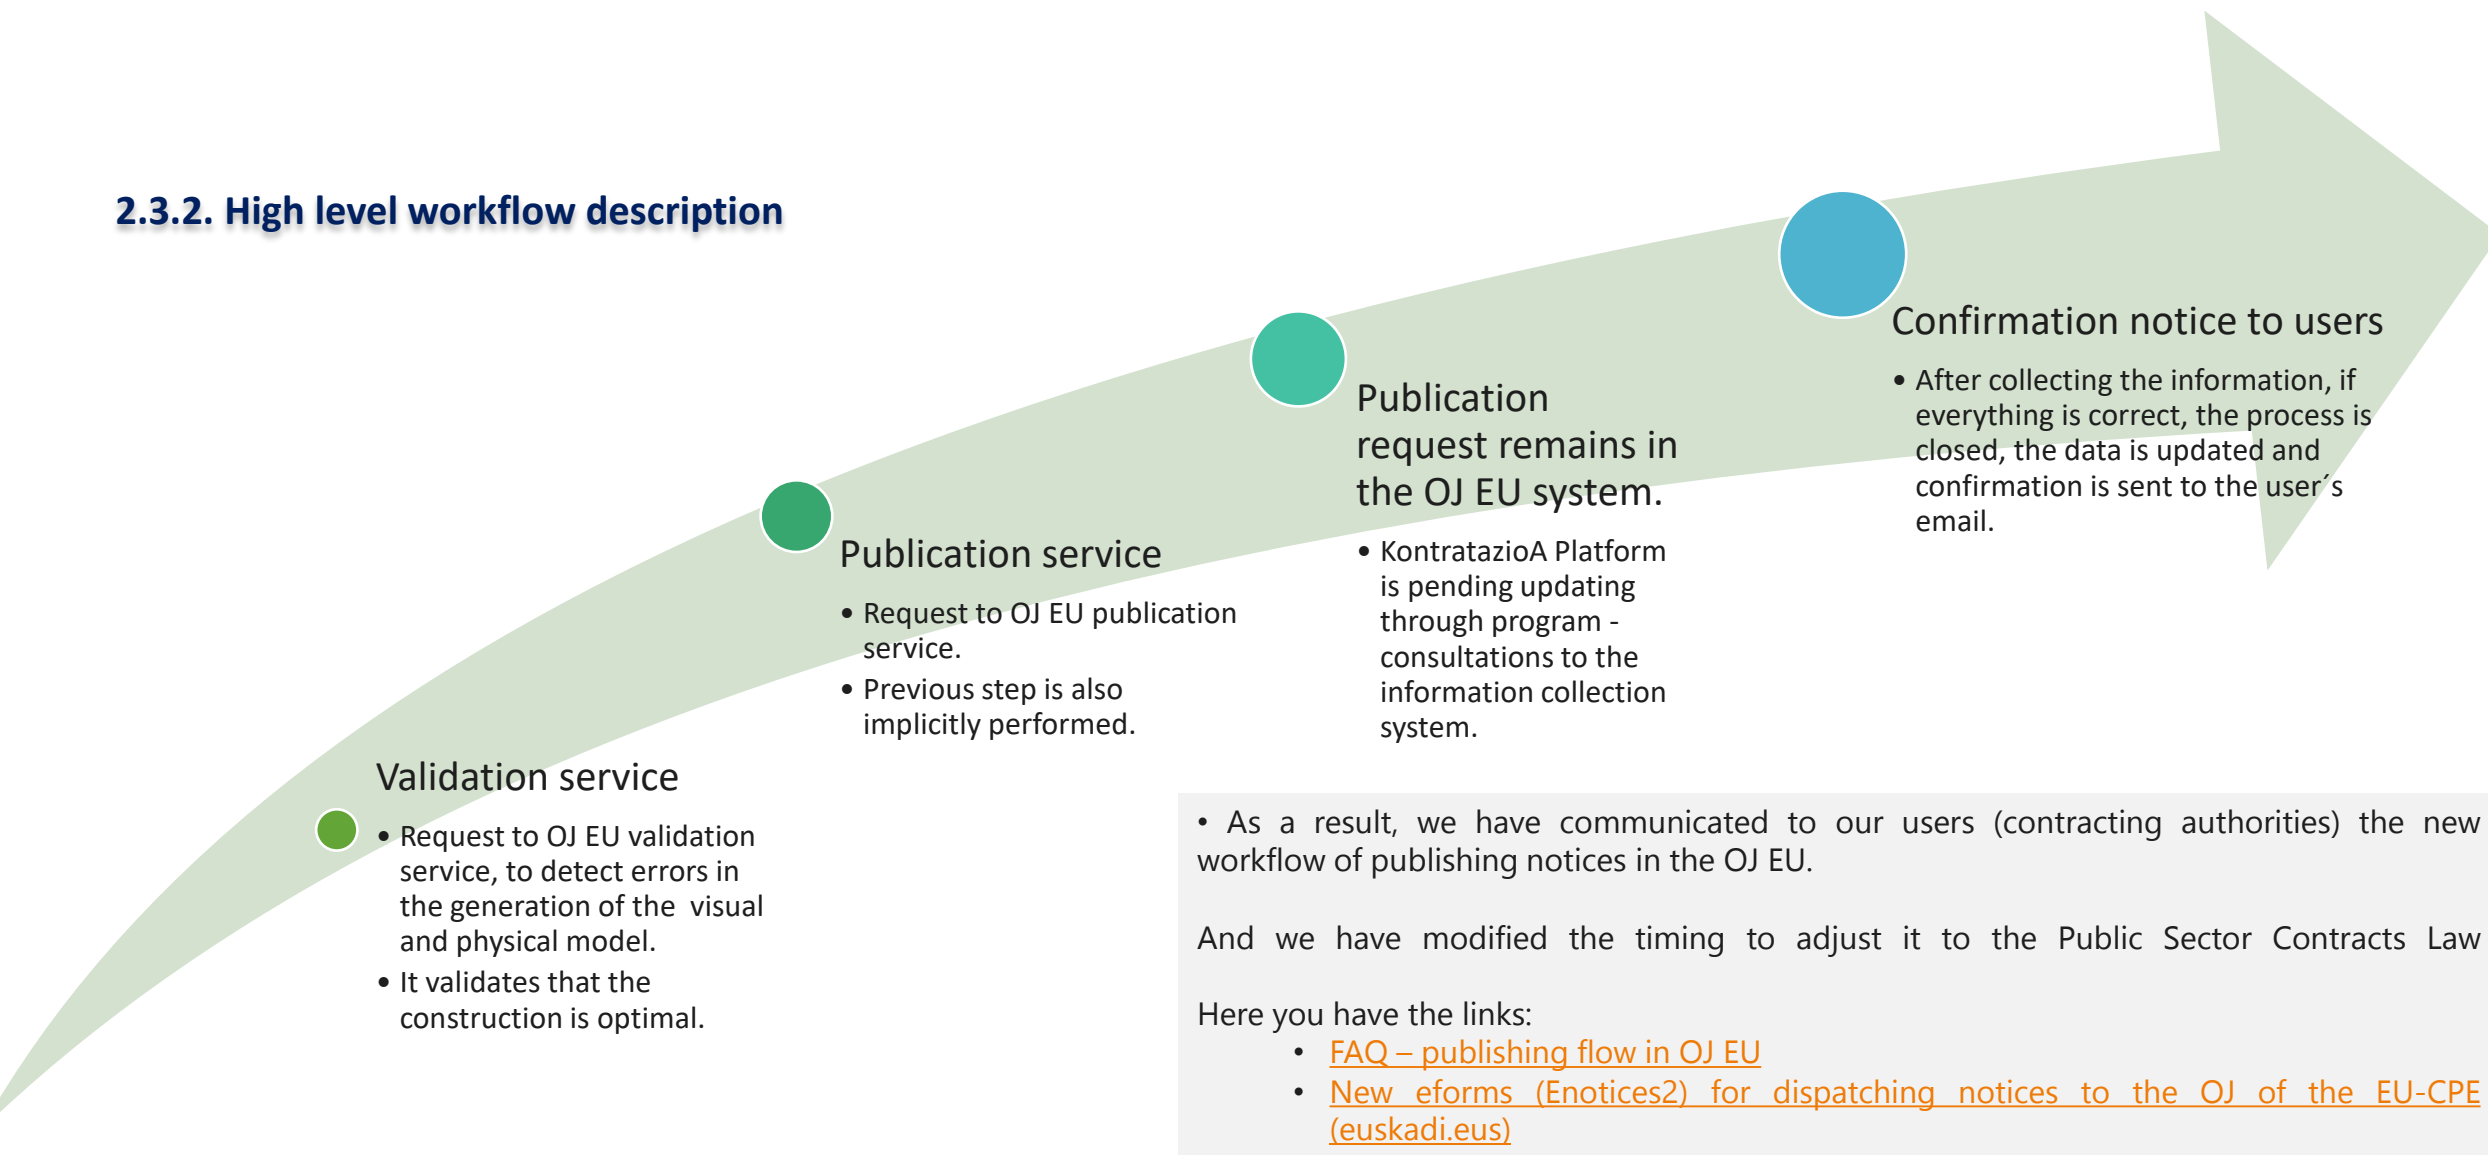 2.3.2. High level workflow description
Validation service
• Request to OJ EU validation
service, to detect errors in
the generation of the visual
and physical model.
• It validates that the
construction is optimal.
Publication service
• Request to OJ EU publication
service.
• Previous step is also
implicitly performed.
Publication
request remains in
the OJ EU system.
• KontratazioA Platform
is pending updating
through program -
consultations to the
information collection
system.
Confirmation notice to users
• After collecting the information, if
everything is correct, the process is
closed, the data is updated and
confirmation is sent to the user´s
email.
• As a result, we have communicated to our users (contracting authorities) the new
workflow of publishing notices in the OJ EU.
And we have modified the timing to adjust it to the Public Sector Contracts Law
Here you have the links:
• FAQ – publishing flow in OJ EU
• New eforms (Enotices2) for dispatching notices to the OJ of the EU-CPE
(euskadi.eus)